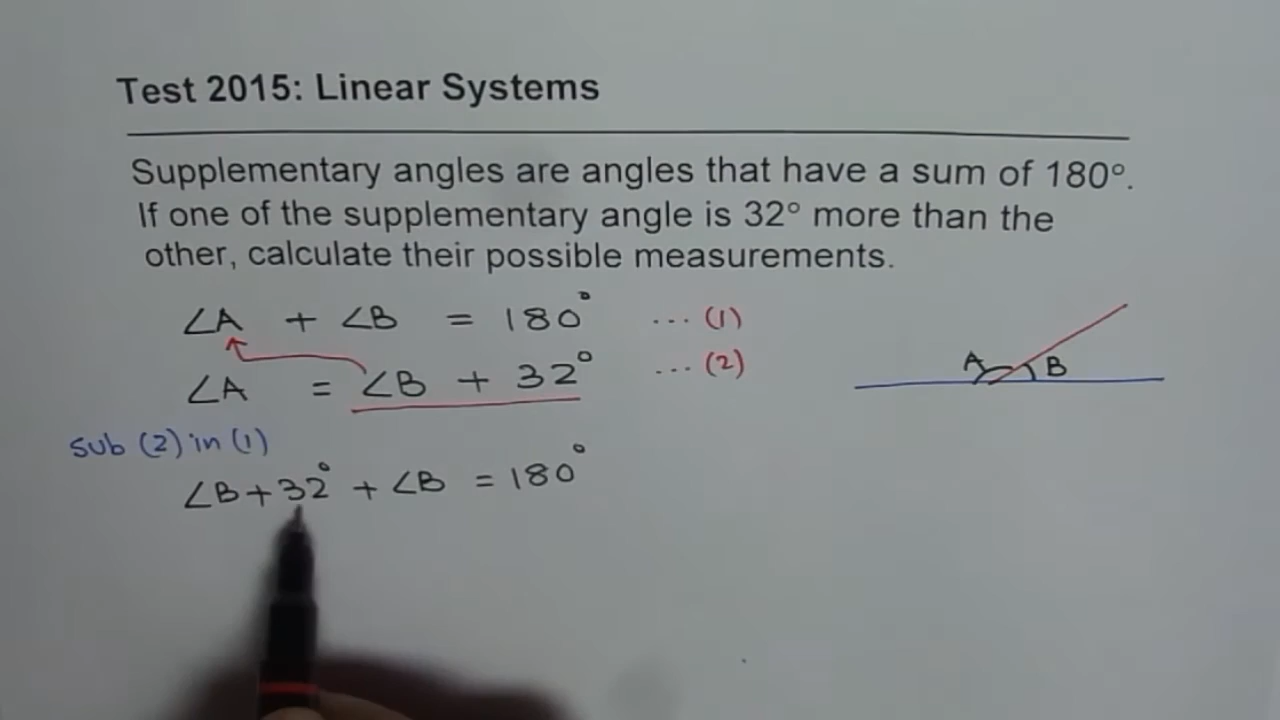 Test 2015: Linear Systems
Supplementary angles are angles that have a sum of 180°.
If one of the supplementary angle is 32° more than the
other, calculate their possible measurements.
∠A + ∠B = 180° ... (1)
∠A = ∠B + 32° ... (2)
A B
sub (2) in (1)
∠B + 32° + ∠B = 180°